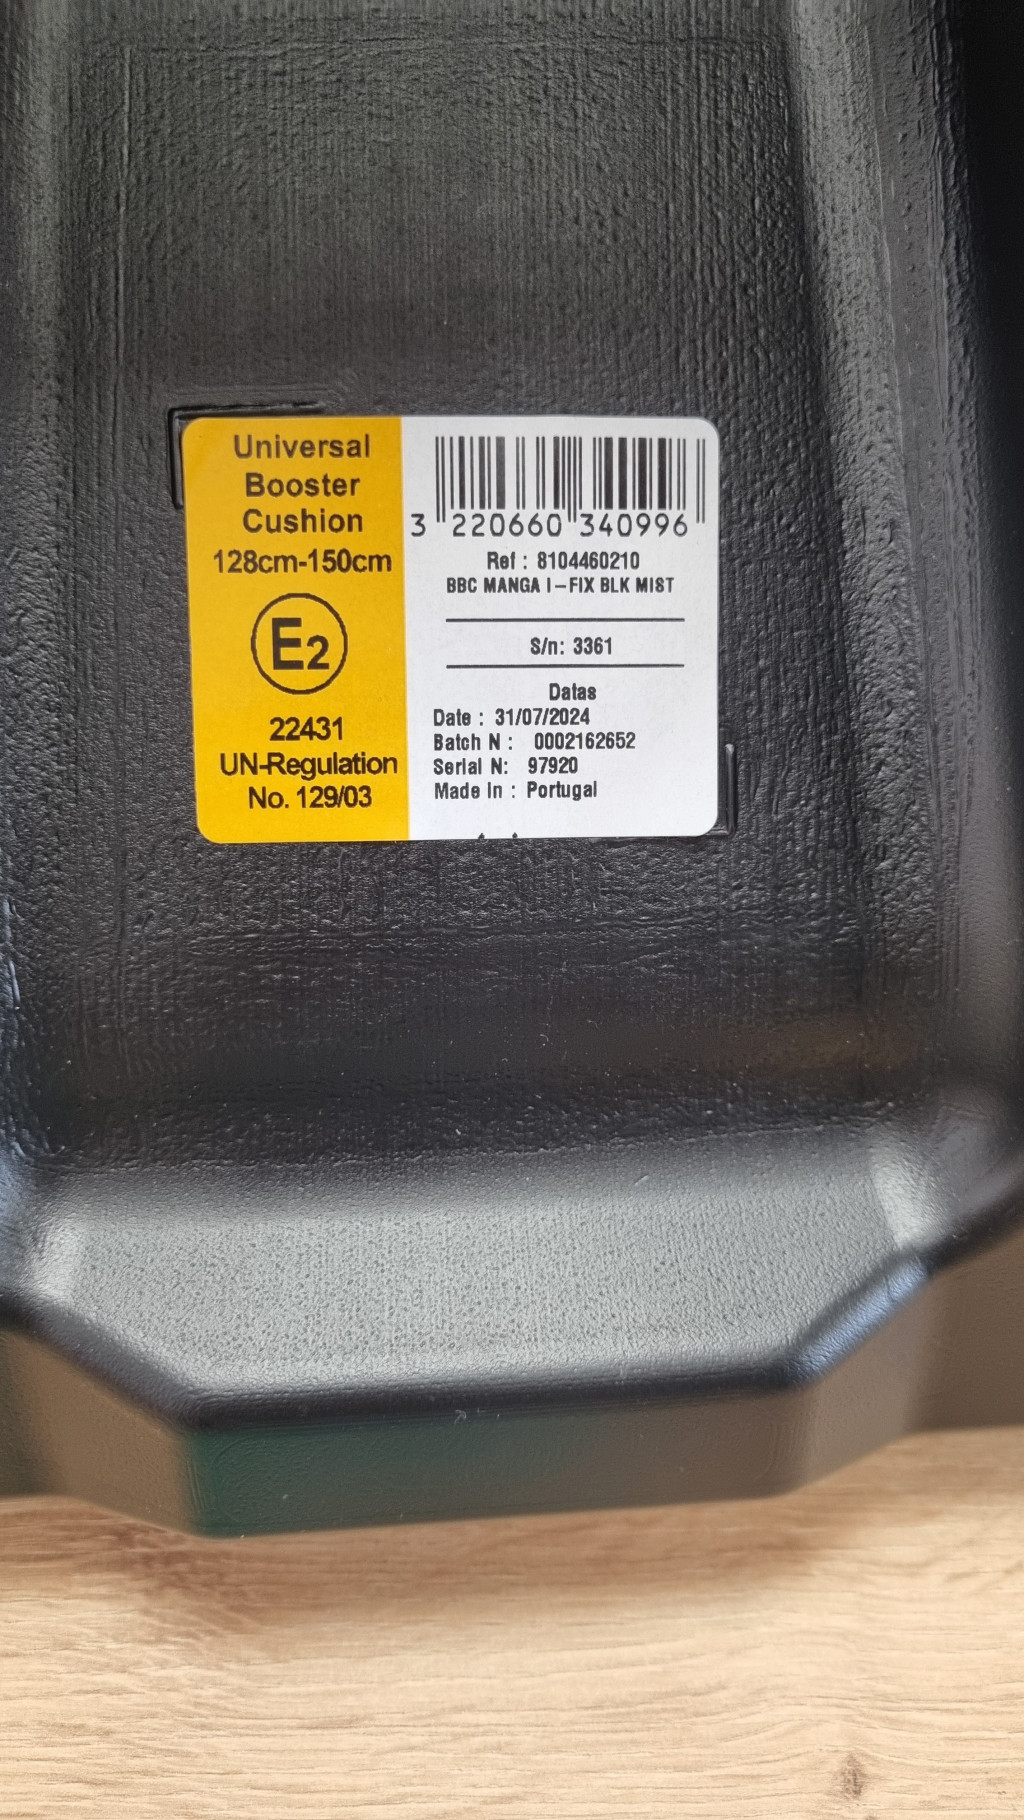 Universal
Booster
Cushion
128cm-150cm
E2
22431
UN-Regulation
No. 129/03
3 220660 340996
Ref : 8104460210
BBC MANGA I-FIX BLK MIST
S/n: 3361
Datas
Date : 31/07/2024
Batch N : 0002162652
Serial N: 97920
Made in : Portugal